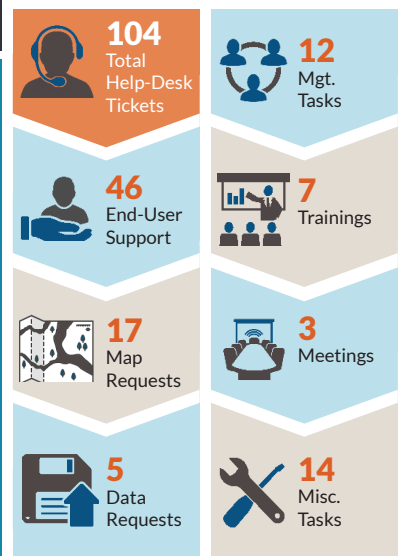 104
Total
Help-Desk
Tickets
46
End-User
Support
17
Map
Requests
5
Data
Requests
12
Mgt.
Tasks
7
Trainings
3
Meetings
14
Misc.
Tasks